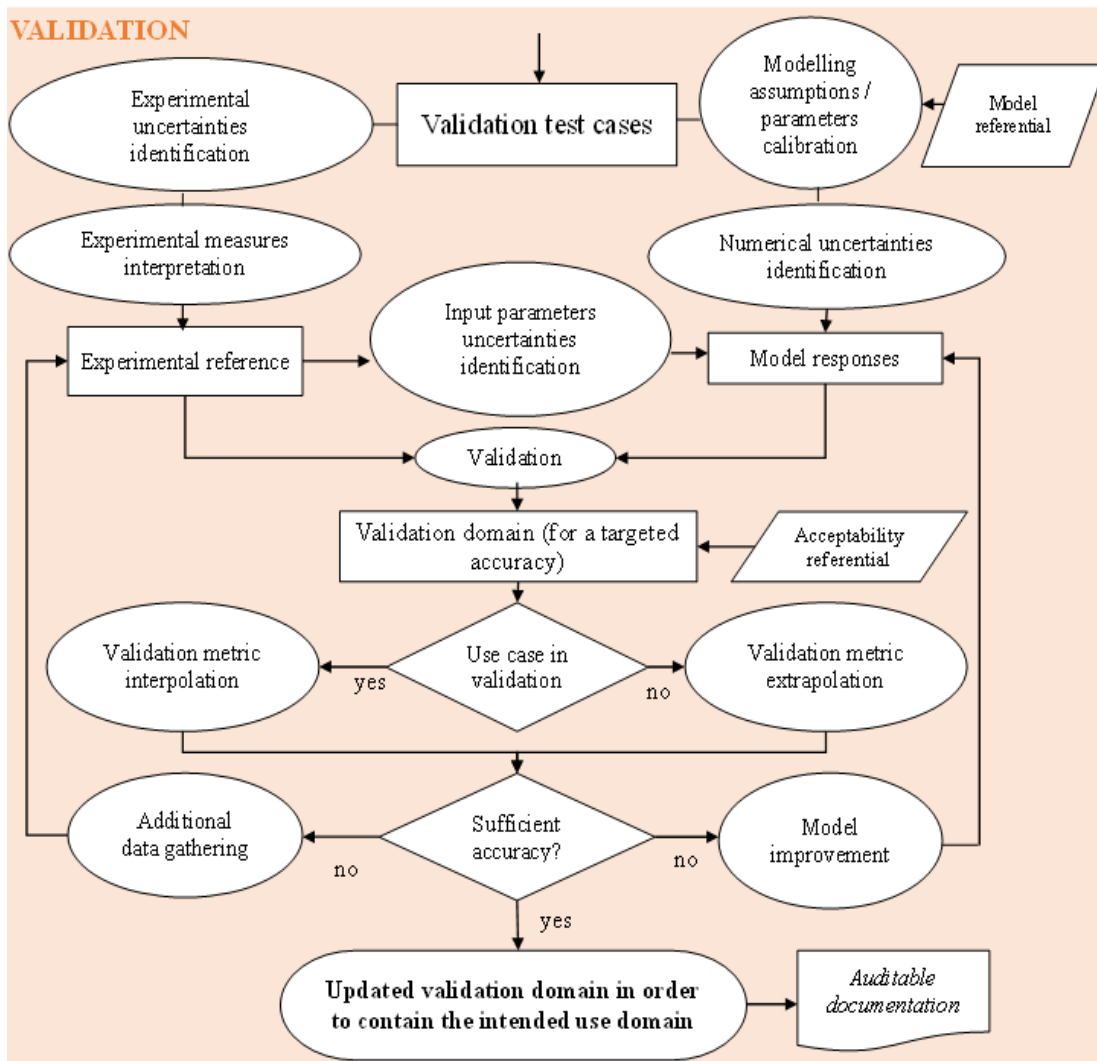 VALIDATION
Experimental
uncertainties
identification
Validation test cases
Modelling
assumptions /
parameters
calibration
Model
referential
Experimental measures
interpretation
Numerical uncertainties
identification
Input parameters
uncertainties
identification
Experimental reference
Model responses
Validation
Validation domain (for a targeted
accuracy)
Acceptability
referential
Validation metric
interpolation
yes
Use case in
validation
no
Validation metric
extrapolation
Additional
data gathering
no
Sufficient
accuracy?
no
Model
improvement
yes
Updated validation domain in order
to contain the intended use domain
Auditable
documentation